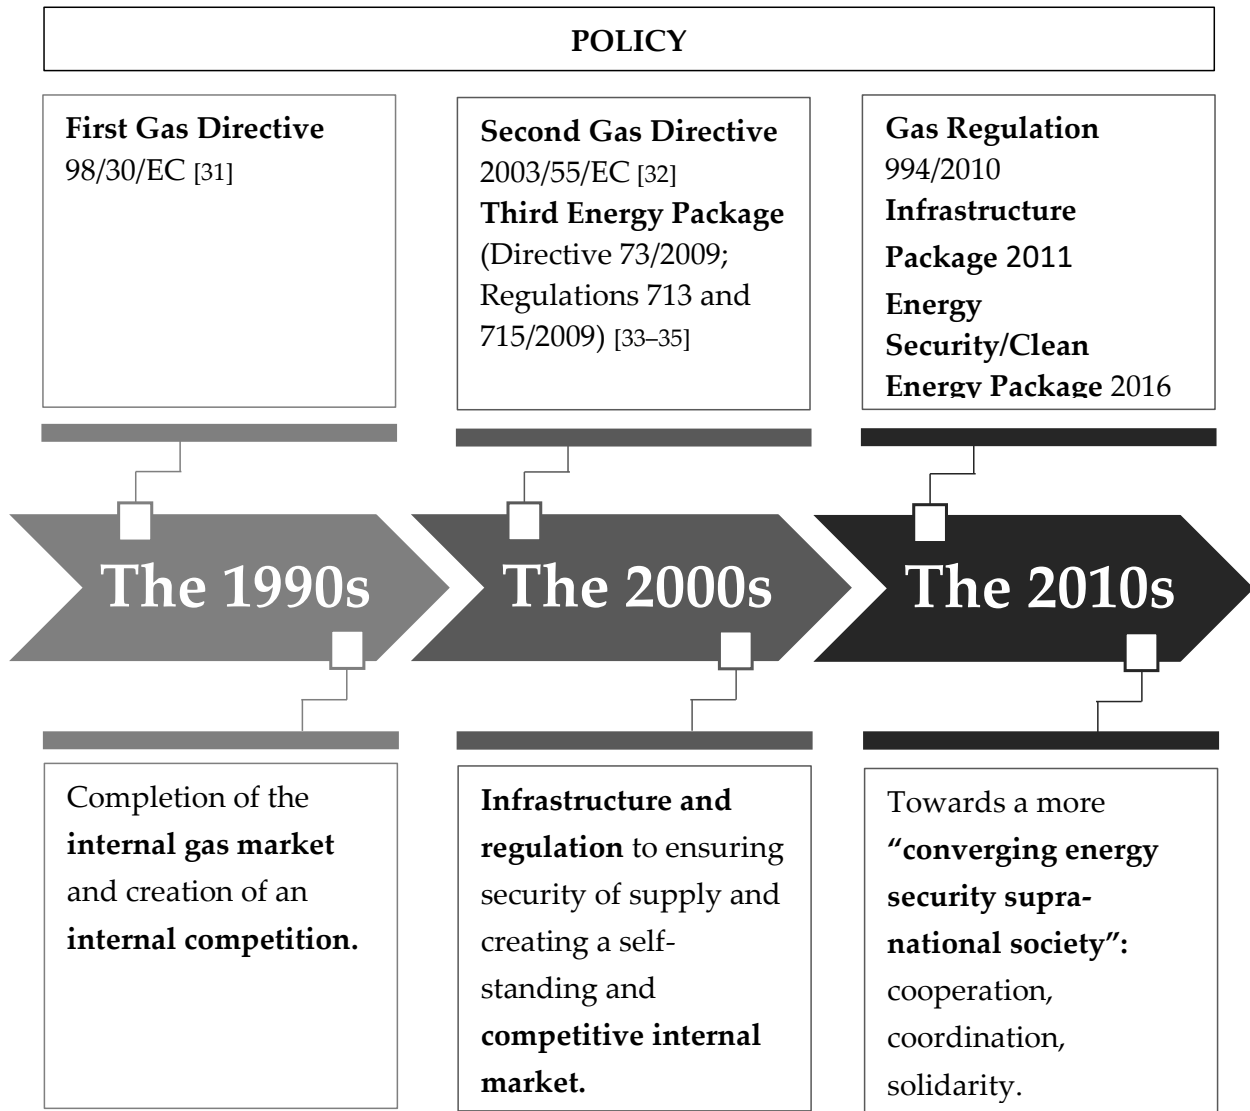 POLICY
First Gas Directive
98/30/EC [31]
Second Gas Directive
2003/55/EC [32]
Third Energy Package
(Directive 73/2009;
Regulations 713 and
715/2009) [33–35]
Gas Regulation
994/2010
Infrastructure
Package 2011
Energy
Security/Clean
Energy Package 2016
The 1990s
The 2000s
The 2010s
Completion of the
internal gas market
and creation of an
internal competition.
Infrastructure and
regulation to ensuring
security of supply and
creating a self-
standing and
competitive internal
market.
Towards a more
“converging energy
security supra-
national society”:
cooperation,
coordination,
solidarity.